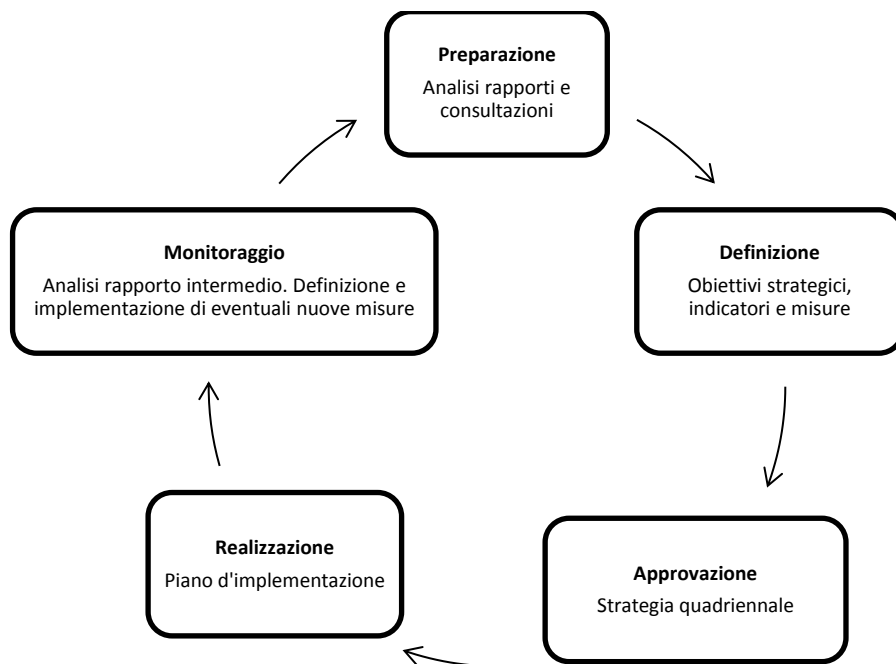 Preparazione
Analisi rapporti e
consultazioni
Definizione
Obiettivi strategici,
indicatori e misure
Approvazione
Strategia quadriennale
Realizzazione
Piano d'implementazione
Monitoraggio
Analisi rapporto intermedio. Definizione e
implementazione di eventuali nuove misure